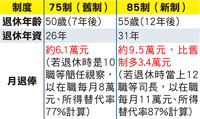 制度 75制（舊制） 85制（新制）
退休年齡 50歲（7年後） 55歲（12年後）
退休年資 26年 31年
月退俸
約6.1萬元
（若退休時是10
職等簡任視察，
以在職每月8萬
元、所得替代率
77%計算）
約9.5萬元，比舊
制多3.4萬元
（若退休時當上12
職等司長，以在
職每月11萬元、
所得替代率87%
計算）